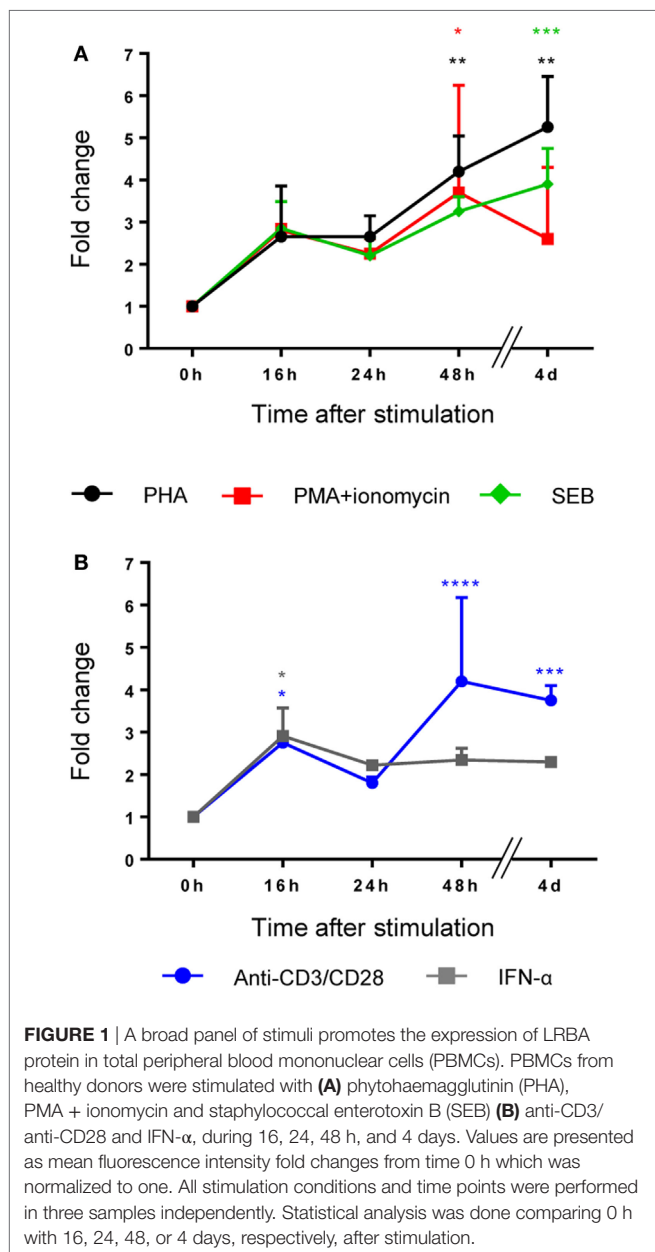 A
*
***
**
**
7
6
5
4
3
2
1
0
Fold change
0 h
16 h
24 h
48 h
4 d
Time after stimulation
PHA
PMA+ionomycin
SEB
B
****
***
*
*
7
6
5
4
3
2
1
0
Fold change
0 h
16 h
24 h
48 h
4 d
Time after stimulation
Anti-CD3/CD28
IFN-α
FIGURE 1 | A broad panel of stimuli promotes the expression of LRBA
protein in total peripheral blood mononuclear cells (PBMCs). PBMCs from
healthy donors were stimulated with (A) phytohaemagglutinin (PHA),
PMA + ionomycin and staphylococcal enterotoxin B (SEB) (B) anti-CD3/
anti-CD28 and IFN-α, during 16, 24, 48 h, and 4 days. Values are presented
as mean fluorescence intensity fold changes from time 0 h which was
normalized to one. All stimulation conditions and time points were performed
in three samples independently. Statistical analysis was done comparing 0 h
with 16, 24, 48, or 4 days, respectively, after stimulation.